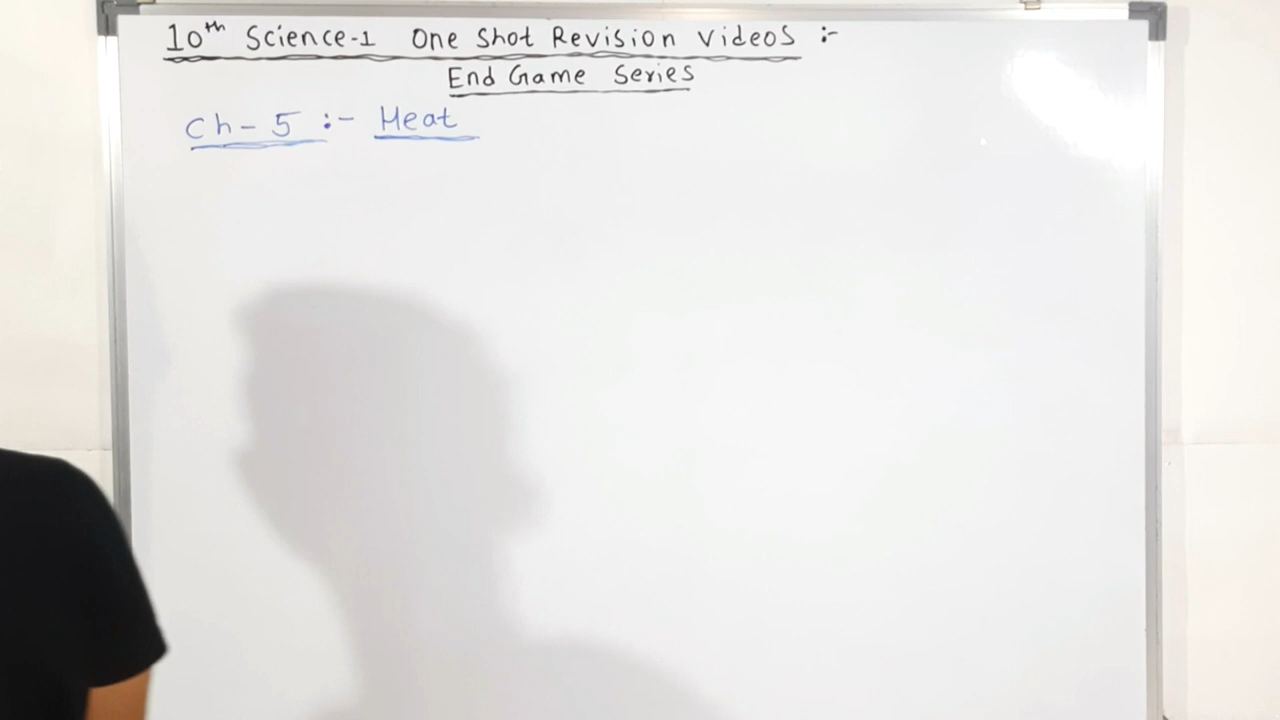 10th Science-1 One Shot Revision Videos :-
End Game Series
Ch-5 :- Heat